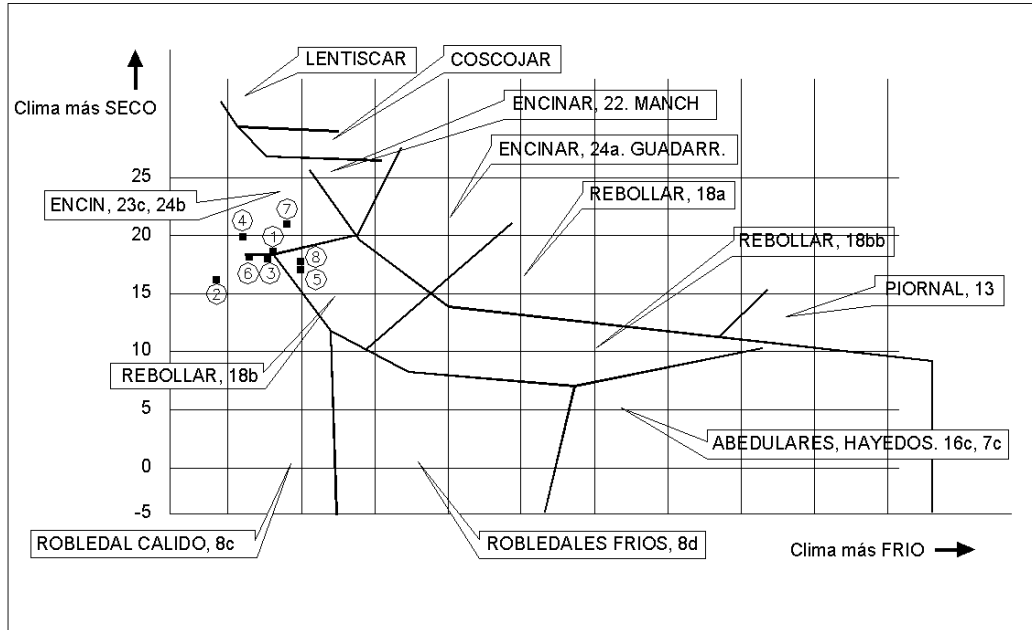 LENTISCAR
COSCOJAR
Clima más SECO
ENCINAR, 22. MANCH
ENCINAR, 24a. GUADARR.
25
REBOLLAR, 18a
ENCIN, 23c, 24b
4
7
20
1
8
REBOLLAR, 18bb
6
3
5
15
2
PIORNAL, 13
10
REBOLLAR, 18b
5
ABEDULARES, HAYEDOS. 16c, 7c
0
-5
ROBLEDAL CALIDO, 8c
ROBLEDALES FRIOS, 8d
Clima más FRIO